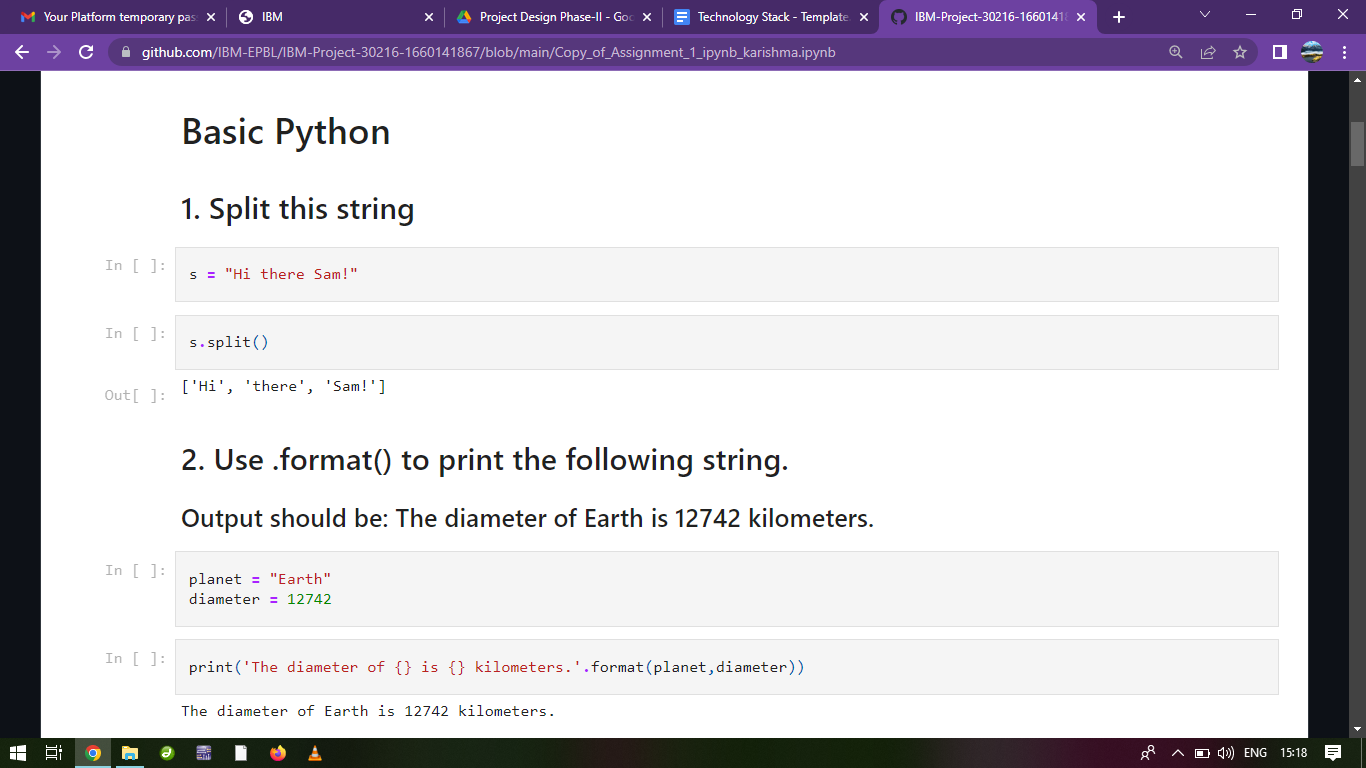 Your Platform temporary pas
IBM
Project Design Phase-II - Goo
Technology Stack - Template.
IBM-Project-30216-16601418
github.com/IBM-EPBL/IBM-Project-30216-1660141867/blob/main/Copy_of_Assignment_1_ipynb_karishma.ipynb
Basic Python
1. Split this string
In [ ]:
s = "Hi there Sam!"
In [ ]:
s.split()
Out[ ]:
['Hi', 'there', 'Sam!']
2. Use .format() to print the following string.
Output should be: The diameter of Earth is 12742 kilometers.
In [ ]:
planet = "Earth"
diameter = 12742
In [ ]:
print('The diameter of {} is {} kilometers.'.format(planet,diameter))
The diameter of Earth is 12742 kilometers.
ENG
15:18